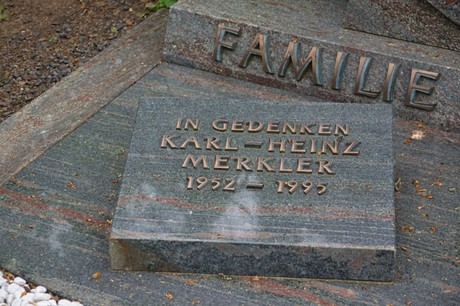 FAMILIE
IN GEDENKEN
KARL-HEINZ
MERKLER
1952 - 1995